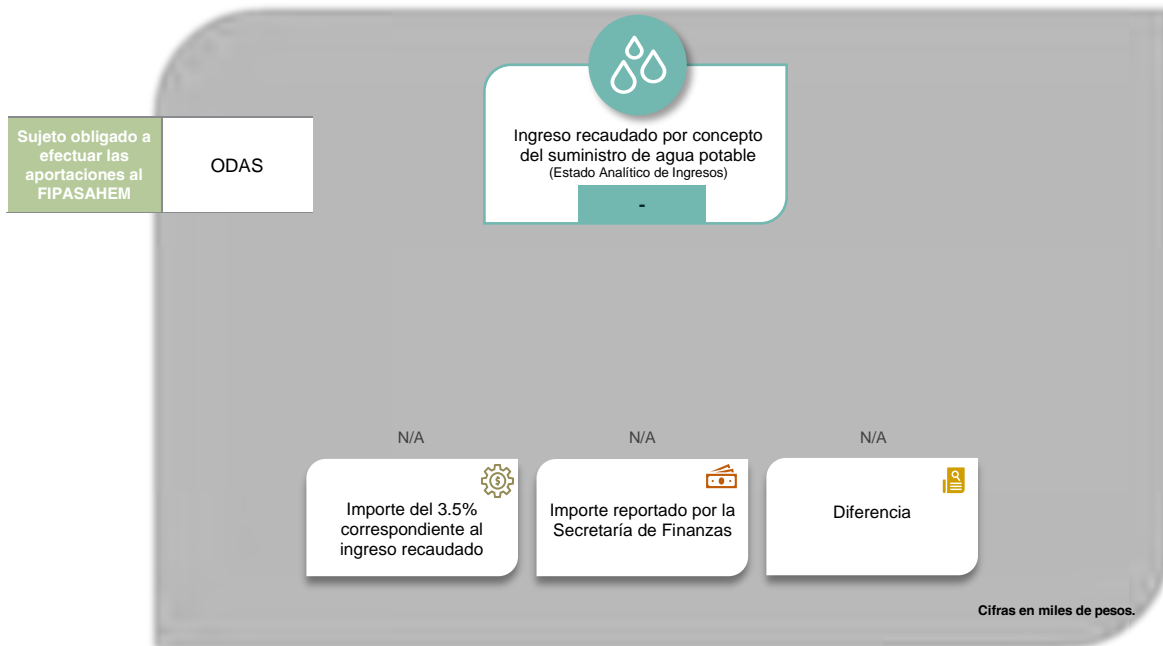 Sujeto obligado a
efectuar las
aportaciones al
FIPASAHEM
ODAS
Ingreso recaudado por concepto
del suministro de agua potable
(Estado Analítico de Ingresos)
-
N/A
N/A
N/A
Importe del 3.5%
correspondiente al
ingreso recaudado
Importe reportado por la
Secretaría de Finanzas
Diferencia
Cifras en miles de pesos.